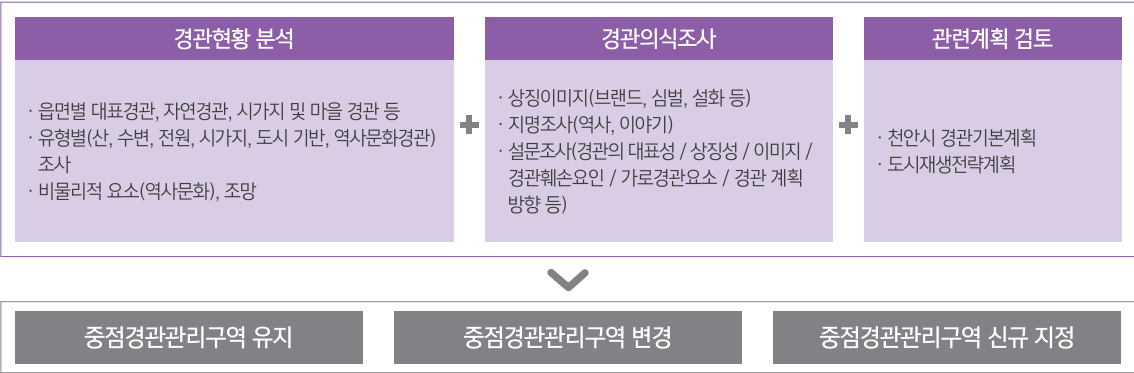 경관현황 분석
· 읍면별 대표경관, 자연경관, 시가지 및 마을 경관 등
· 유형별(산, 수변, 전원, 시가지, 도시 기반, 역사문화경관)
조사
· 비물리적 요소(역사문화), 조망
경관의식조사
· 상징이미지(브랜드, 심벌, 설화 등)
· 지명조사(역사, 이야기)
· 설문조사(경관의 대표성 / 상징성 / 이미지 /
경관훼손요인 / 가로경관요소 / 경관 계획
방향 등)
관련계획 검토
· 천안시 경관기본계획
· 도시재생전략계획
중점경관관리구역 유지
중점경관관리구역 변경
중점경관관리구역 신규 지정